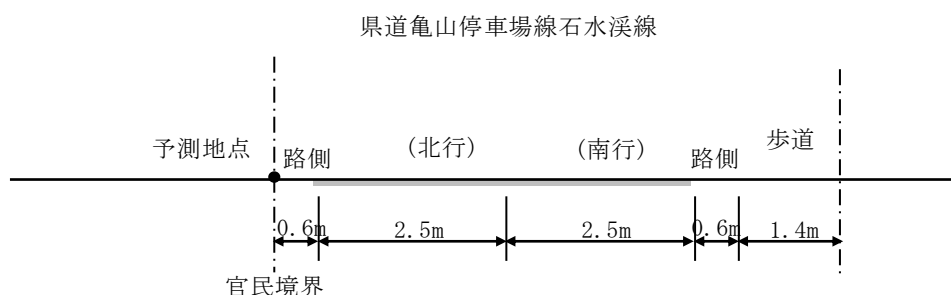 県道亀山停車場線石水渓線
予測地点 路側 (北行) (南行) 路側 歩道
0.6m 2.5m 2.5m 0.6m 1.4m
官民境界